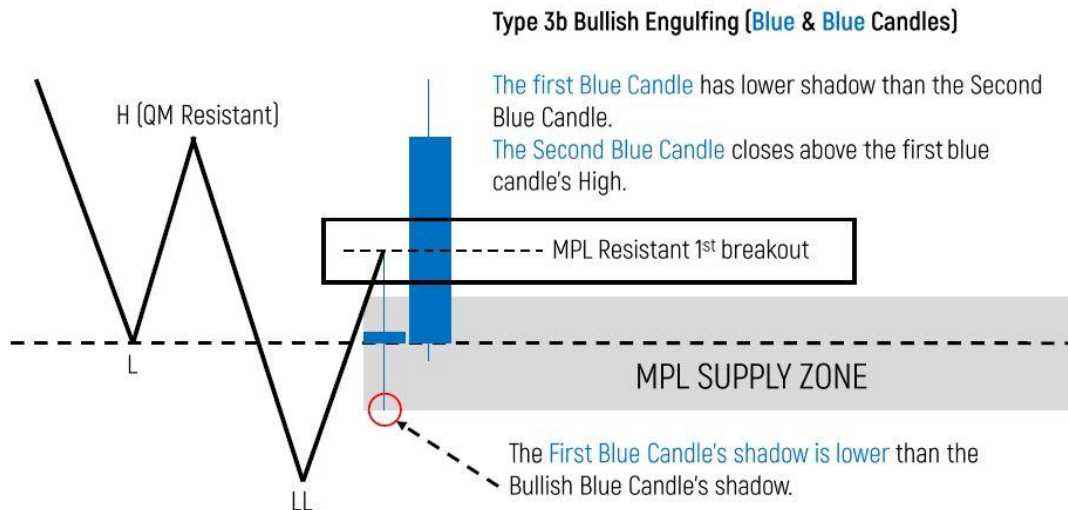 Type 3b Bullish Engulfing (Blue & Blue Candles)
The first Blue Candle has lower shadow than the Second
Blue Candle.
The Second Blue Candle closes above the first blue
candle's High.
H (QM Resistant)
MPL Resistant 1st breakout
L
MPL SUPPLY ZONE
The First Blue Candle's shadow is lower than the
Bullish Blue Candle's shadow.
LL